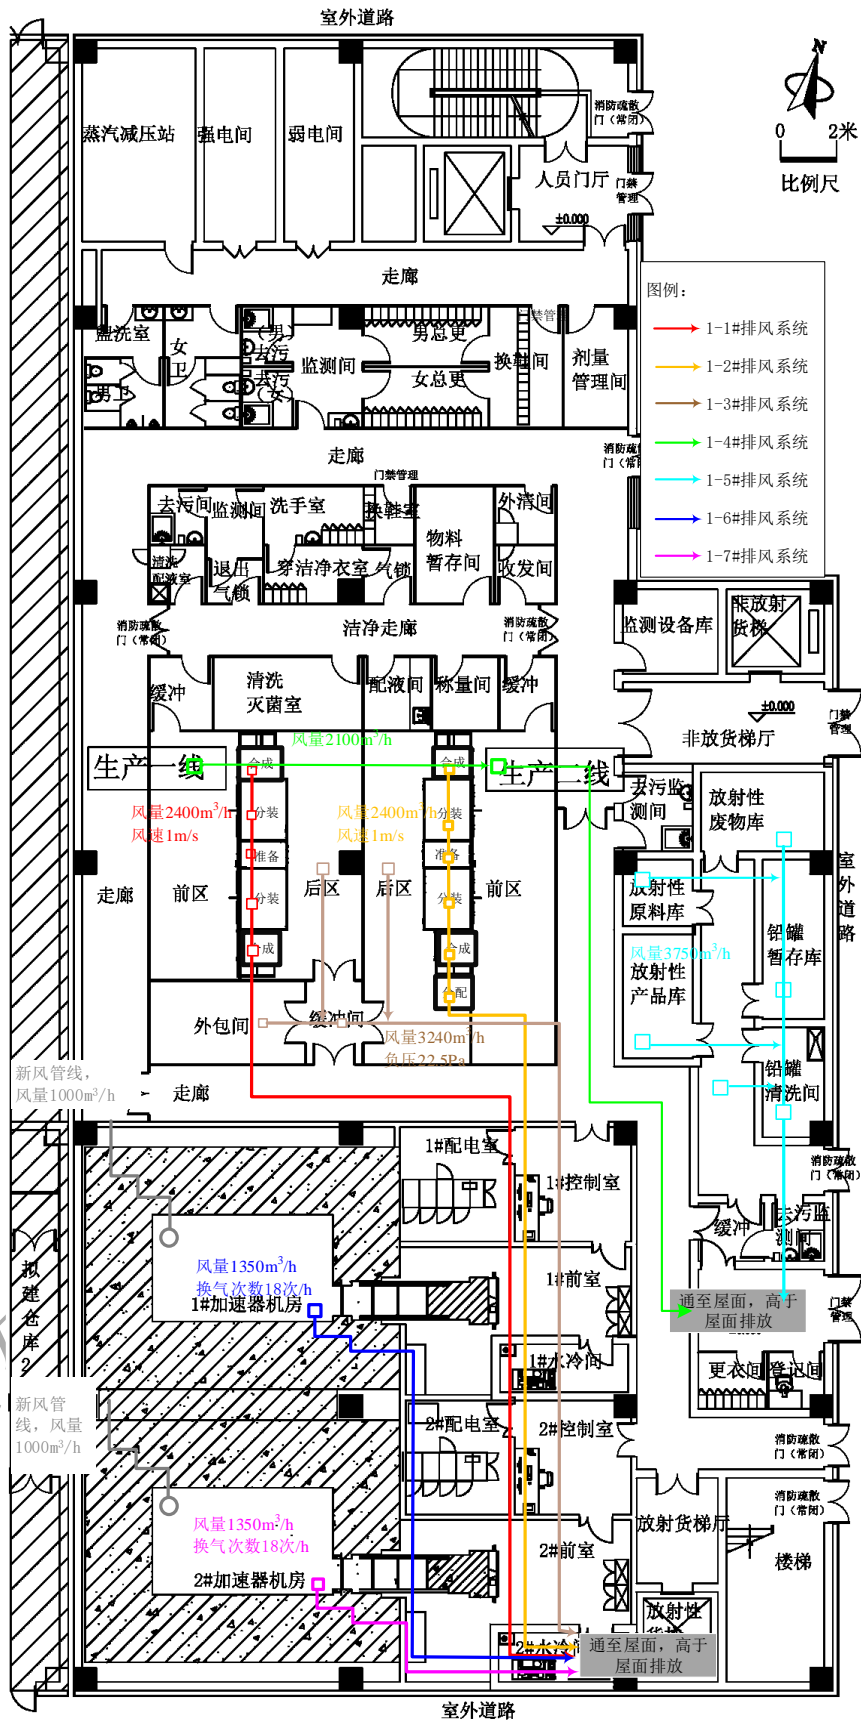 室外道路
N
0 2米
比例尺
消防疏散
门（常闭）
蒸汽减压站
强电间
弱电间
人员门厅
门禁
管理
±0.000
走廊
图例：
1-1#排风系统
1-2#排风系统
1-3#排风系统
1-4#排风系统
1-5#排风系统
1-6#排风系统
1-7#排风系统
盥洗室
男卫
女
卫
（男）
去污
去污
（女）
监测间
男总更
女总更
门禁管
换鞋间
剂量
管理间
走廊
消防疏
门（常
门禁管理
去污间
监测间
洗手室
换鞋室
物料
暂存间
外清间
清洗
配液室
退出
气锁
穿洁净衣室
气锁
收发间
消防疏散
门（常闭）
洁净走廊
消防疏散
门（常闭）
监测设备库
非放射
货梯
缓冲
清洗
灭菌室
配液间
称量间
缓冲
±0.000
非放货梯厅
门禁
管理
风量2100m³/h
生产一线
生产二线
合成
合成
风量2400m³/h
风速1m/s
风量2400m³/h
风速1m/s
分装
分装
准备
准备
去污监
测间
放射性
废物库
走廊
前区
分装
后区
后区
分装
前区
放射性
原料库
室外道路
铅罐
暂存库
合成
合成
分配
风量3750m³/h
放射性
产品库
外包间
缓冲间
风量3240m³/h
负压22.5Pa
铅罐
清洗间
新风管线，
风量1000m³/h
走廊
1#配电室
1#控制室
消防疏散
门（常闭）
缓冲
去污监
测间
拟建仓库2
风量1350m³/h
换气次数18次/h
1#加速器机房
1#前室
通至屋面，高于
屋面排放
门禁
管理
1#水冷间
更衣间
登记间
新风管
线，风量
1000m³/h
2#配电室
2#控制室
消防疏散
门（常闭）
消防疏散
门（常闭）
风量1350m³/h
换气次数18次/h
2#加速器机房
2#前室
放射货梯厅
楼梯
放射性
2#水冷间
通至屋面，高于
屋面排放
室外道路